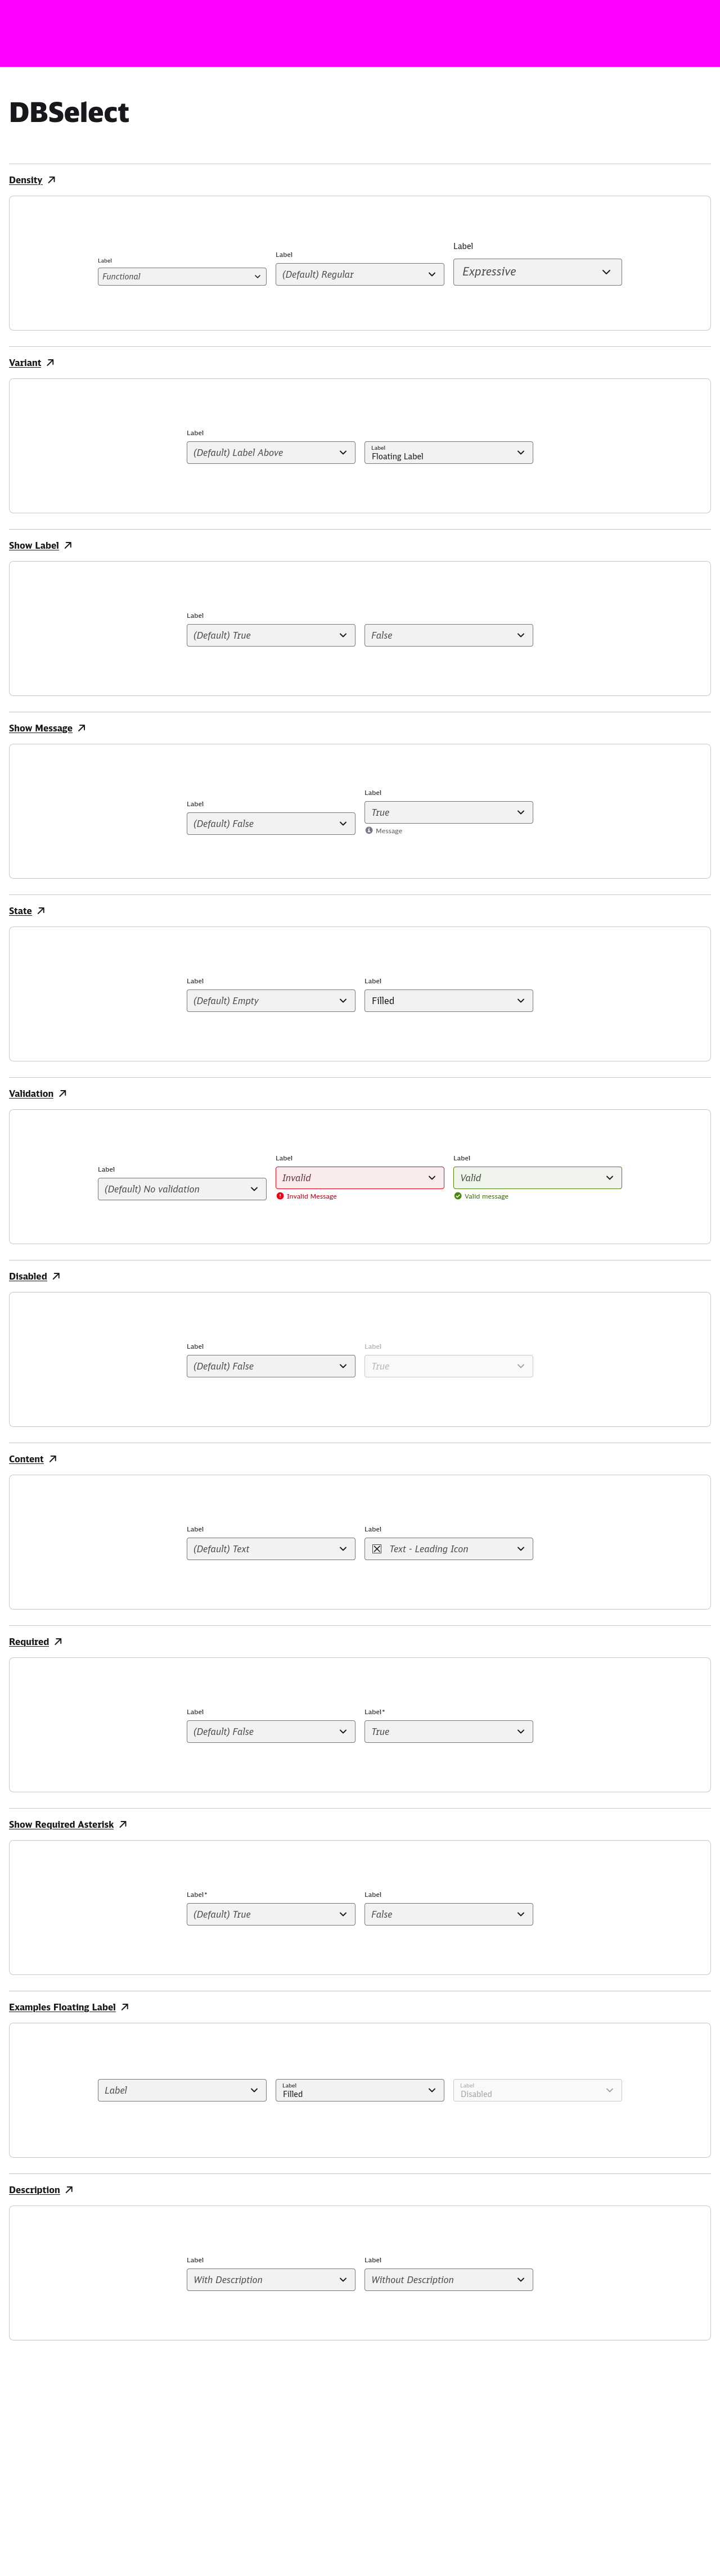 DBSelect
Density
Label
Label
Label
Functional
(Default) Regular
Expressive
Variant
Label
(Default) Label Above
Label
Floating Label
Show Label
Label
(Default) True
False
Show Message
Label
(Default) False
Label
True
Message
State
Label
Label
(Default) Empty
Filled
Validation
Label
(Default) No validation
Label
Invalid
Invalid Message
Label
Valid
Valid message
Disabled
Label
Label
(Default) False
True
Content
Label
Label
(Default) Text
Text - Leading Icon
Required
Label
Label*
(Default) False
True
Show Required Asterisk
Label*
Label
(Default) True
False
Examples Floating Label
Label
Label
Filled
Label
Disabled
Description
Label
Label
With Description
Without Description